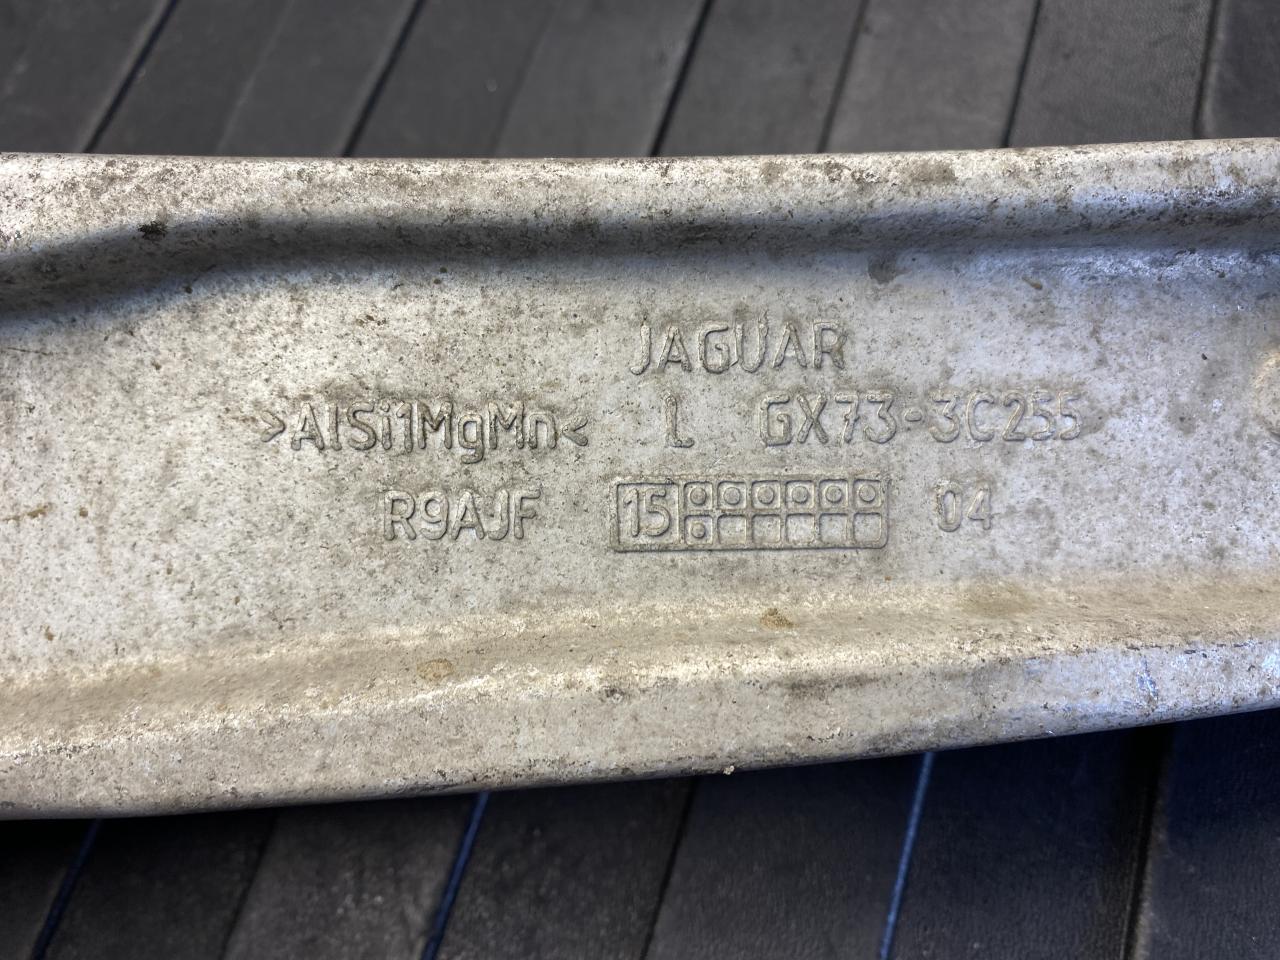 JAGUAR
>AlSi1MgMn< L GX73-3C255
R9AJF 15 04